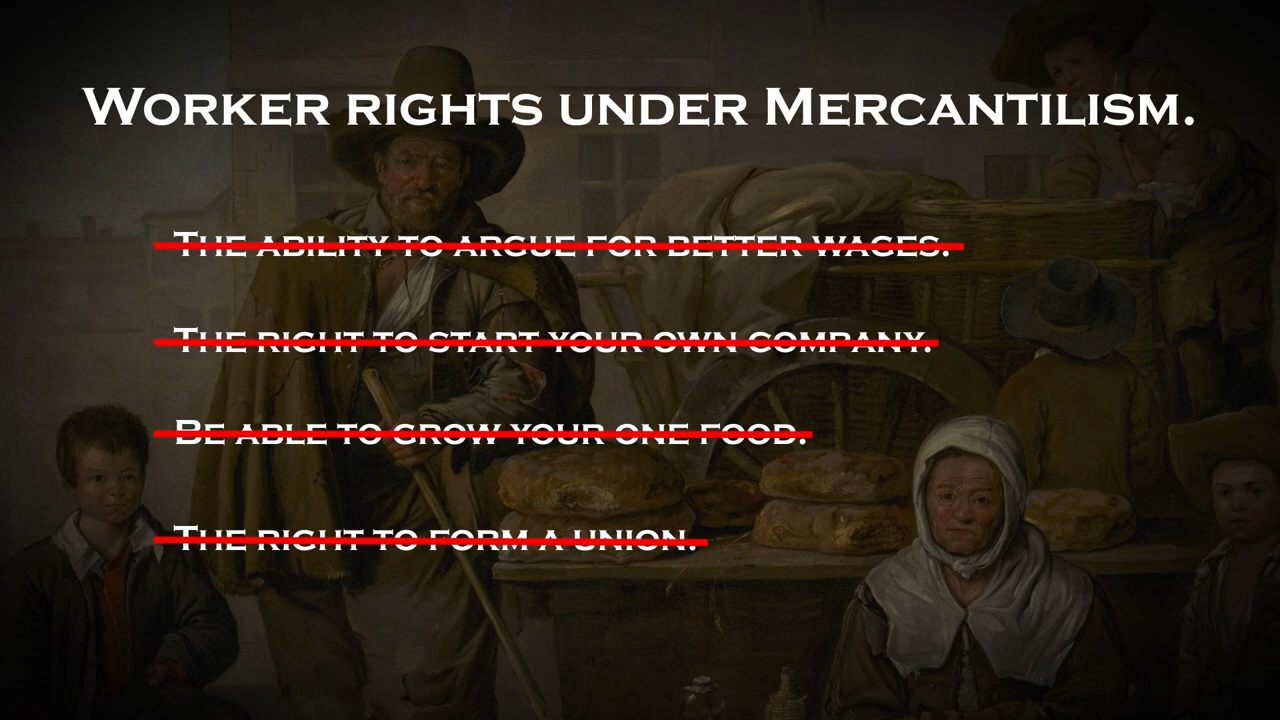 Worker rights under Mercantilism.
The ability to argue for better wages.
The right to start your own company.
Be able to grow your one food.
The right to form a union.